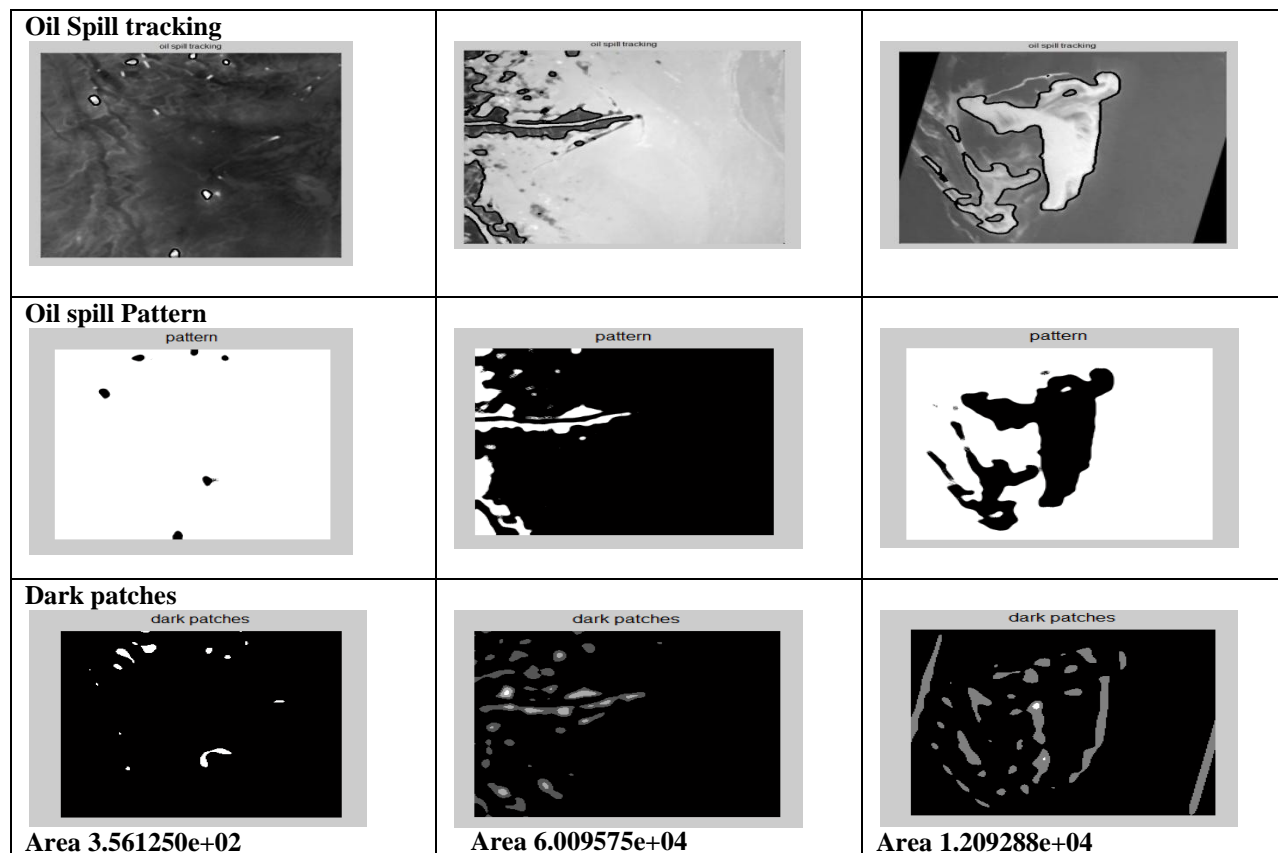 Oil Spill tracking
oil spill tracking
oil spill tracking
oil spill tracking
Oil spill Pattern
pattern
pattern
pattern
Dark patches
dark patches
dark patches
dark patches
Area 3.561250e+02
Area 6.009575e+04
Area 1.209288e+04